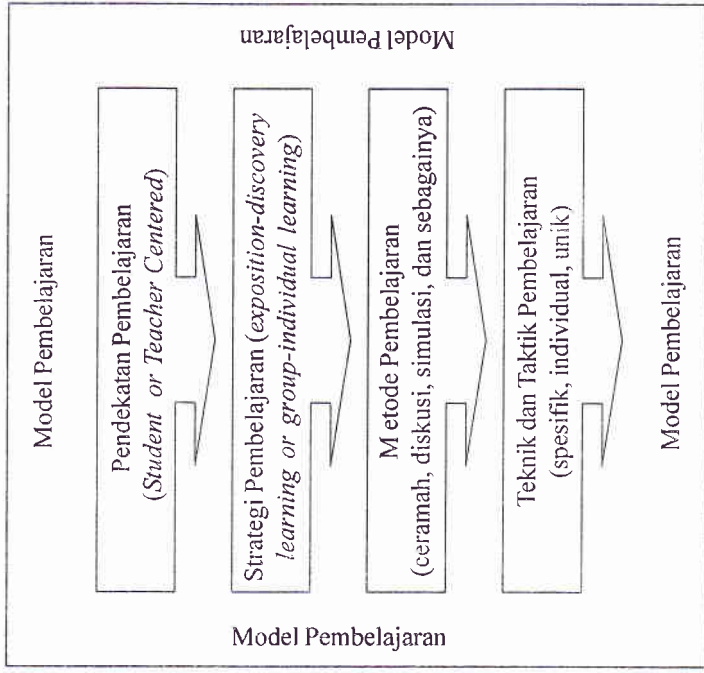 Model Pembelajaran
Model Pembelajaran
Pendekatan Pembelajaran
(Student or Teacher Centered)
Strategi Pembelajaran (exposition-discovery
learning or group-individual learning)
M etode Pembelajaran
(ceramah, diskusi, simulasi, dan sebagainya)
Teknik dan Taktik Pembelajaran
(spesifik, individual, unik)
Model Pembelajaran
Model Pembelajaran